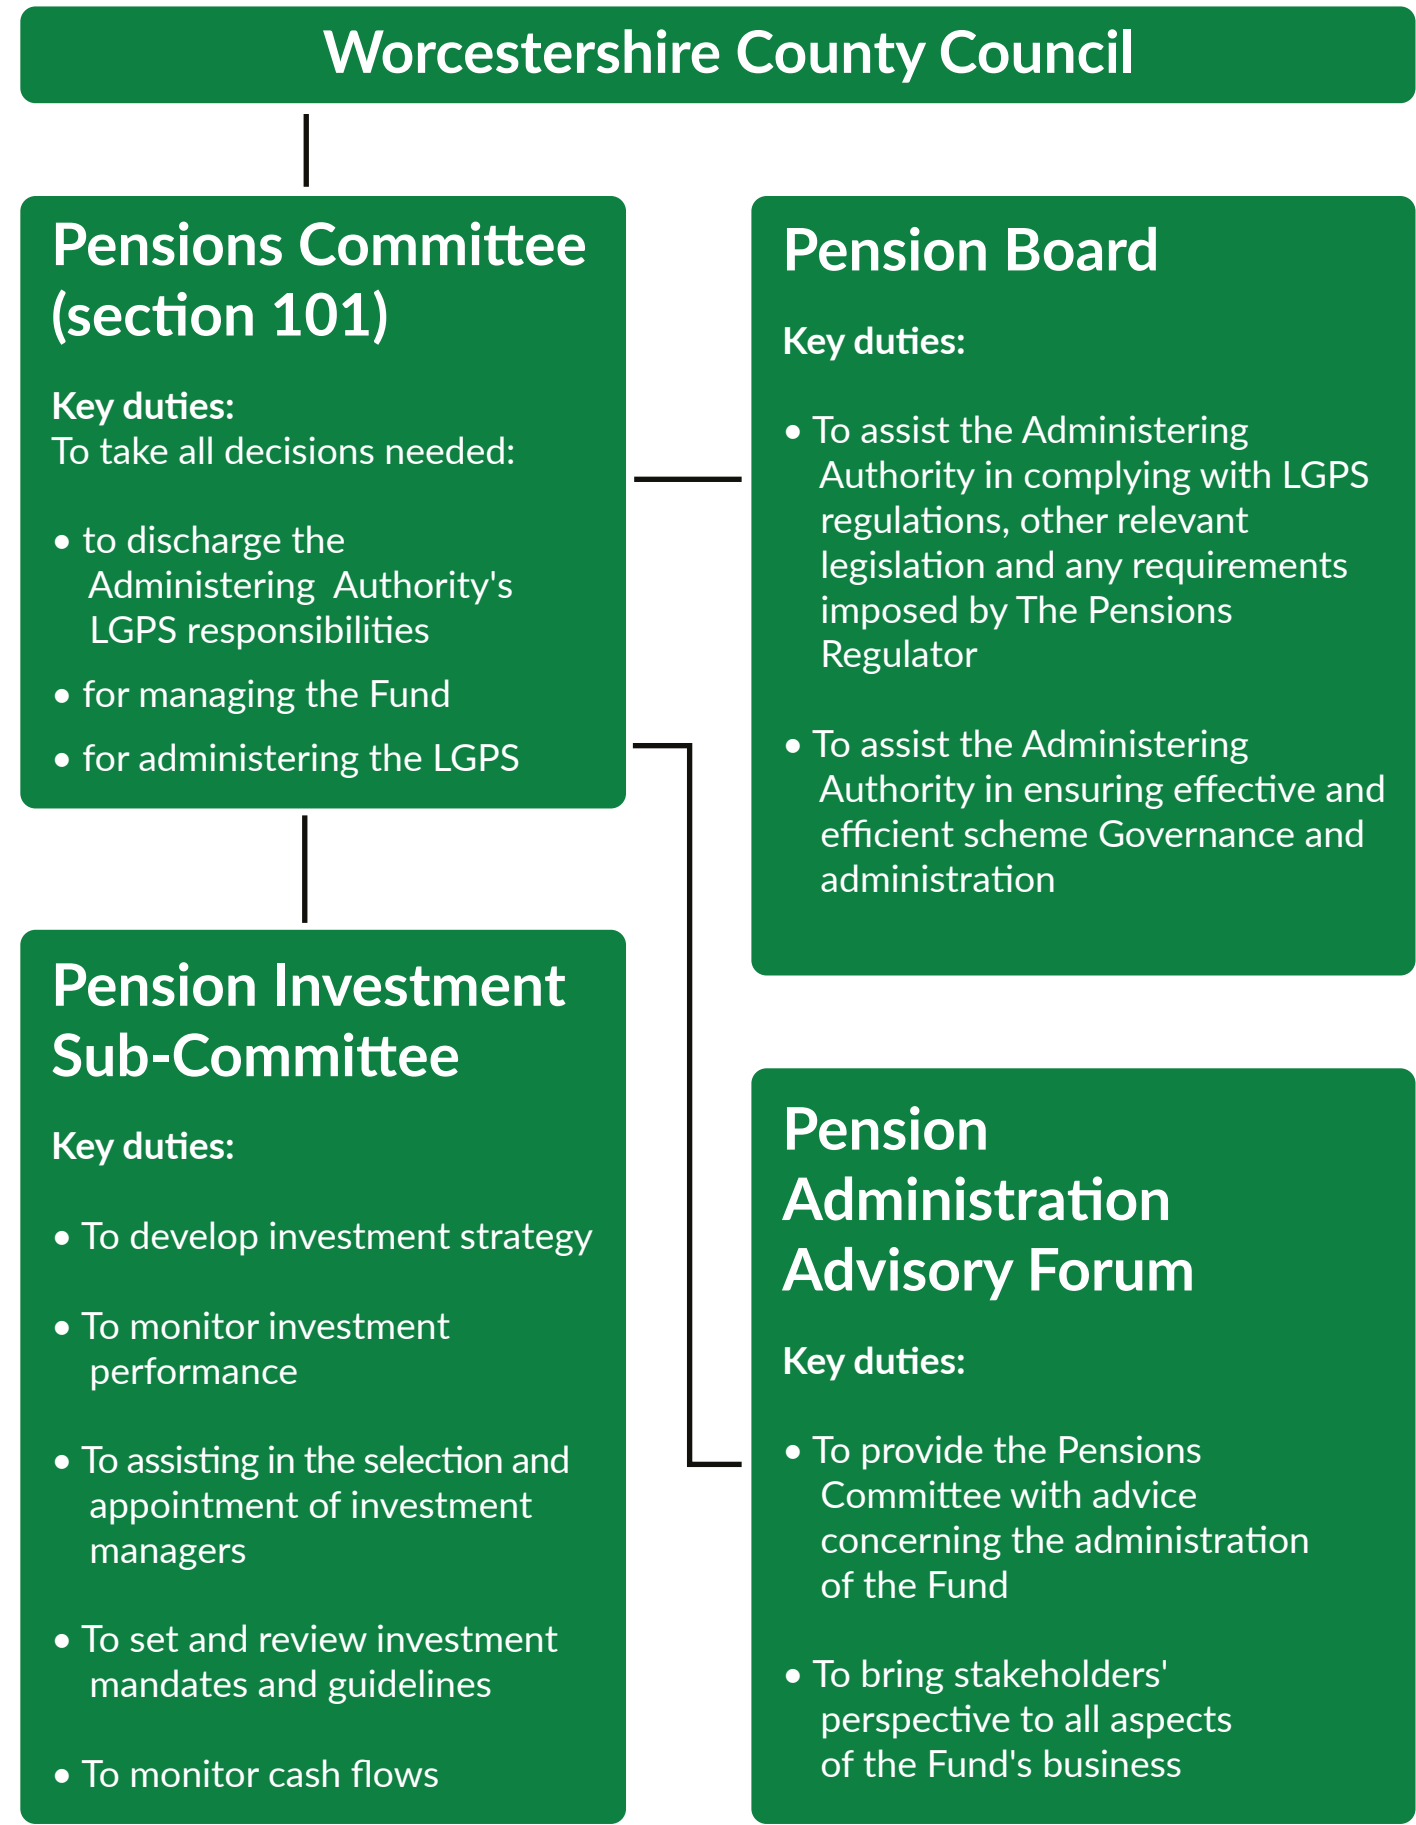 Worcestershire County Council
Pensions Committee
(section 101)
Key duties:
To take all decisions needed:
• to discharge the
Administering  Authority's
LGPS responsibilities
• for managing the Fund
• for administering the LGPS
Pension Board
Key duties:
• To assist the Administering
Authority in complying with LGPS
regulations, other relevant
legislation and any requirements
imposed by The Pensions
Regulator
• To assist the Administering
Authority in ensuring effective and
efficient scheme Governance and
administration
Pension Investment
Sub-Committee
Key duties:
• To develop investment strategy
• To monitor investment
performance
• To assisting in the selection and
appointment of investment
managers
• To set and review investment
mandates and guidelines
• To monitor cash flows
Pension
Administration
Advisory Forum
Key duties:
• To provide the Pensions
Committee with advice
concerning the administration
of the Fund
• To bring stakeholders'
perspective to all aspects
of the Fund's business